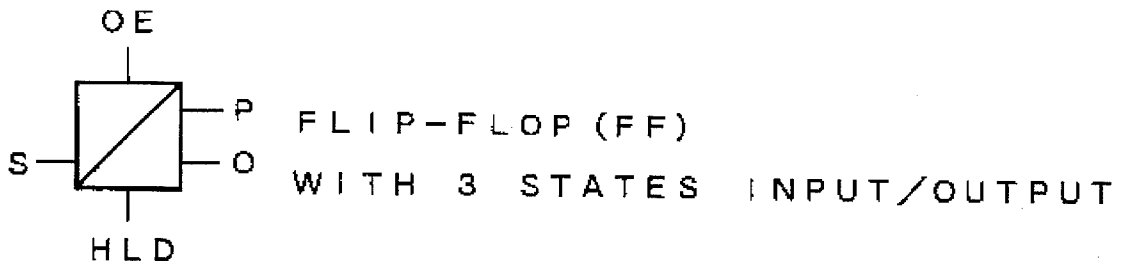 OE
P
FLIP-FLOP (FF)
S
O
WITH 3 STATES INPUT/OUTPUT
HLD